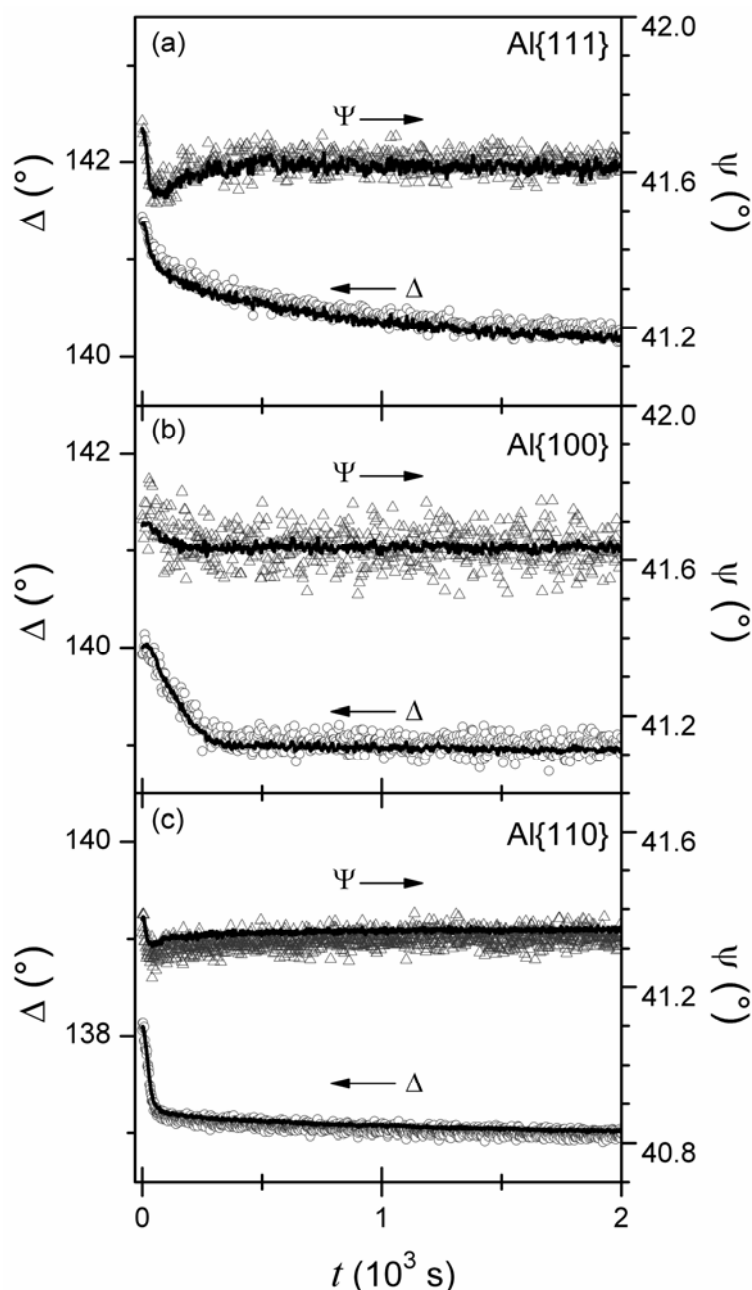 (a)
Al{111}
42.0
Ψ
142
Δ (°)
41.6
Ψ (°)
Δ
41.2
140
(b)
Al{100}
42.0
142
Ψ
Δ (°)
41.6
Ψ (°)
140
Δ
41.2
(c)
Al{110}
140
41.6
Ψ
Δ (°)
Ψ (°)
41.2
138
Δ
40.8
0
1
2
t (10³ s)